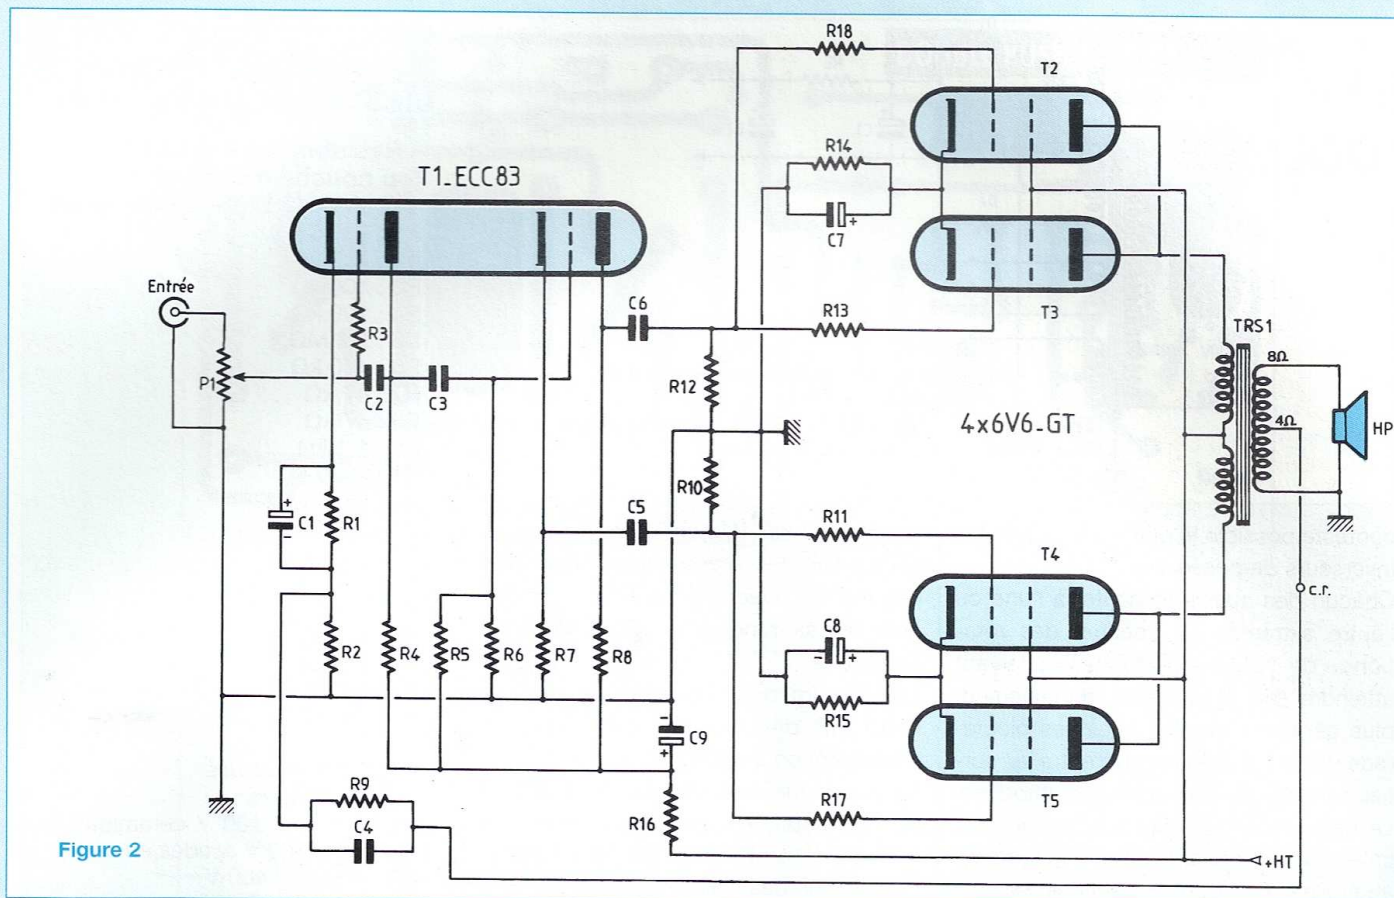 R18
T2
R14
T1_ECC83
C7
Entrée
C6
R13
T3
R3
TRS1
8Ω
P1
R12
C2
C3
4Ω
4x6V6_GT
HP
R10
C5
R11
+
C1
R1
T4
c.r.
C8
R2
R4
R5
R6
R7
R8
R15
C9
R9
T5
C4
R16
R17
Figure 2
+HT